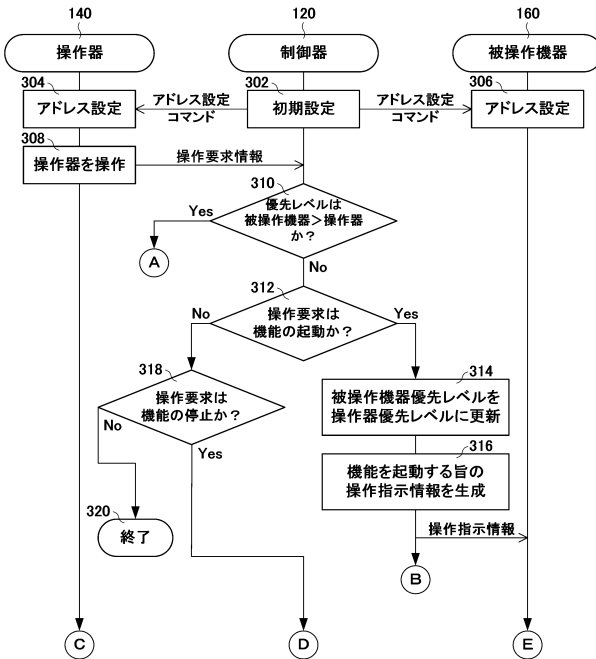 140
120
160
操作器
制御器
被操作機器
304
302
306
アドレス設定
アドレス設定
コマンド
初期設定
アドレス設定
コマンド
アドレス設定
308
操作器を操作
操作要求情報
310
優先レベルは
被操作機器＞操作器
か？
Yes
A
No
312
操作要求は
機能の起動か？
No
Yes
318
操作要求は
機能の停止か？
No
Yes
314
被操作機器優先レベルを
操作器優先レベルに更新
316
機能を起動する旨の
操作指示情報を生成
320
終了
操作指示情報
B
C
D
E